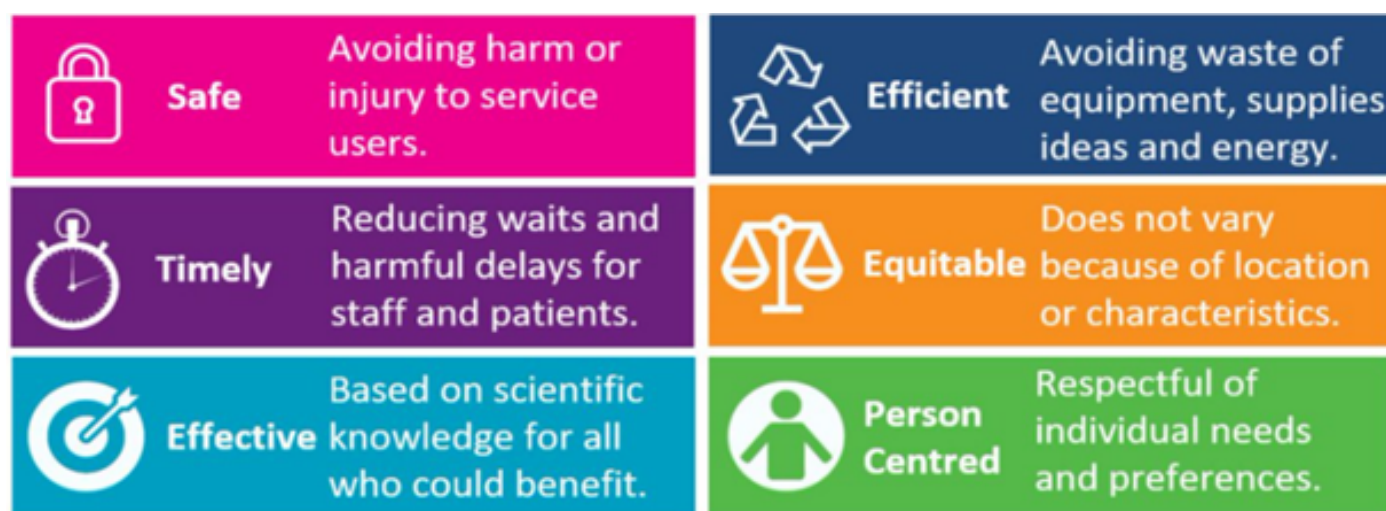 Safe
Avoiding harm or
injury to service
users.
Efficient
Avoiding waste of
equipment, supplies
ideas and energy.
Timely
Reducing waits and
harmful delays for
staff and patients.
Equitable
Does not vary
because of location
or characteristics.
Effective
Based on scientific
knowledge for all
who could benefit.
Person
Centred
Respectful of
individual needs
and preferences.